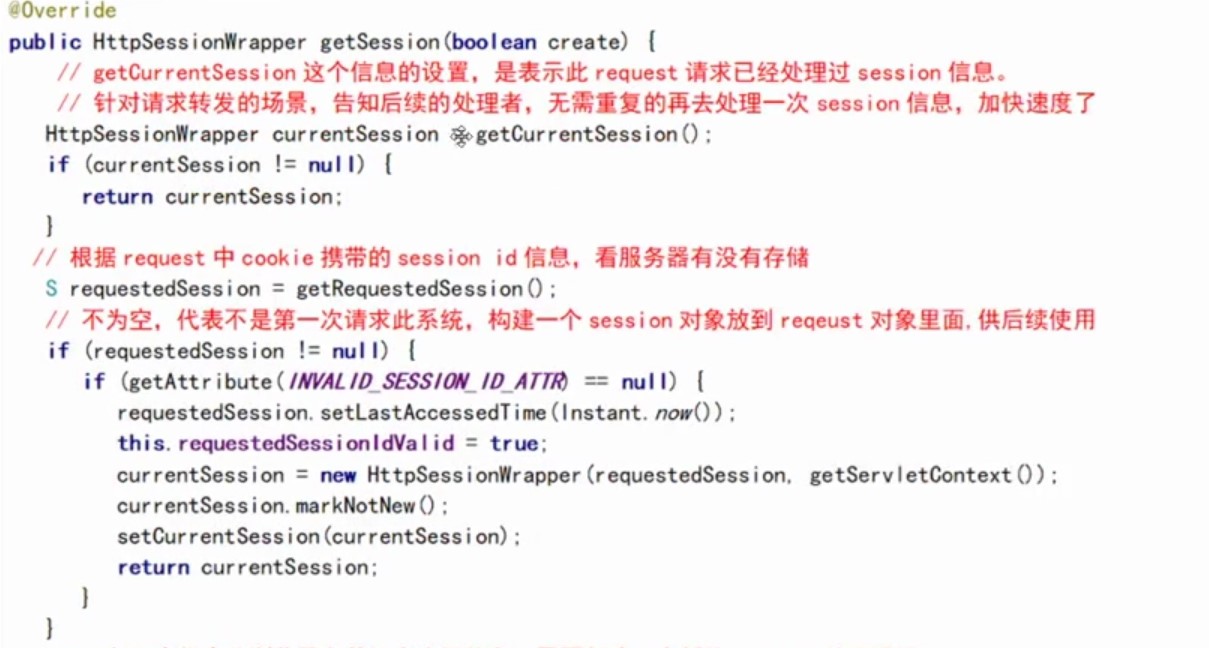 @Override
public HttpSessionWrapper getSession(boolean create) {
// getCurrentSession 这个信息的设置，是表示此 request 请求已经处理过 session 信息。
// 针对请求转发的场景，告知后续的处理者，无需重复的再去处理一次 session 信息，加快速度了
HttpSessionWrapper currentSession getCurrentSession();
if (currentSession != null) {
return currentSession;
}
// 根据 request 中 cookie 携带的 session id 信息，看服务器有没有存储
S requestedSession = getRequestedSession();
// 不为空，代表不是第一次请求此系统，构建一个 session 对象放到 reqeust 对象里面,供后续使用
if (requestedSession != null) {
if (getAttribute(INVALID_SESSION_ID_ATTR) == null) {
requestedSession.setLastAccessedTime(Instant.now());
this.requestedSessionIdValid = true;
currentSession = new HttpSessionWrapper(requestedSession, getServletContext());
currentSession.markNotNew();
setCurrentSession(currentSession);
return currentSession;
}
}